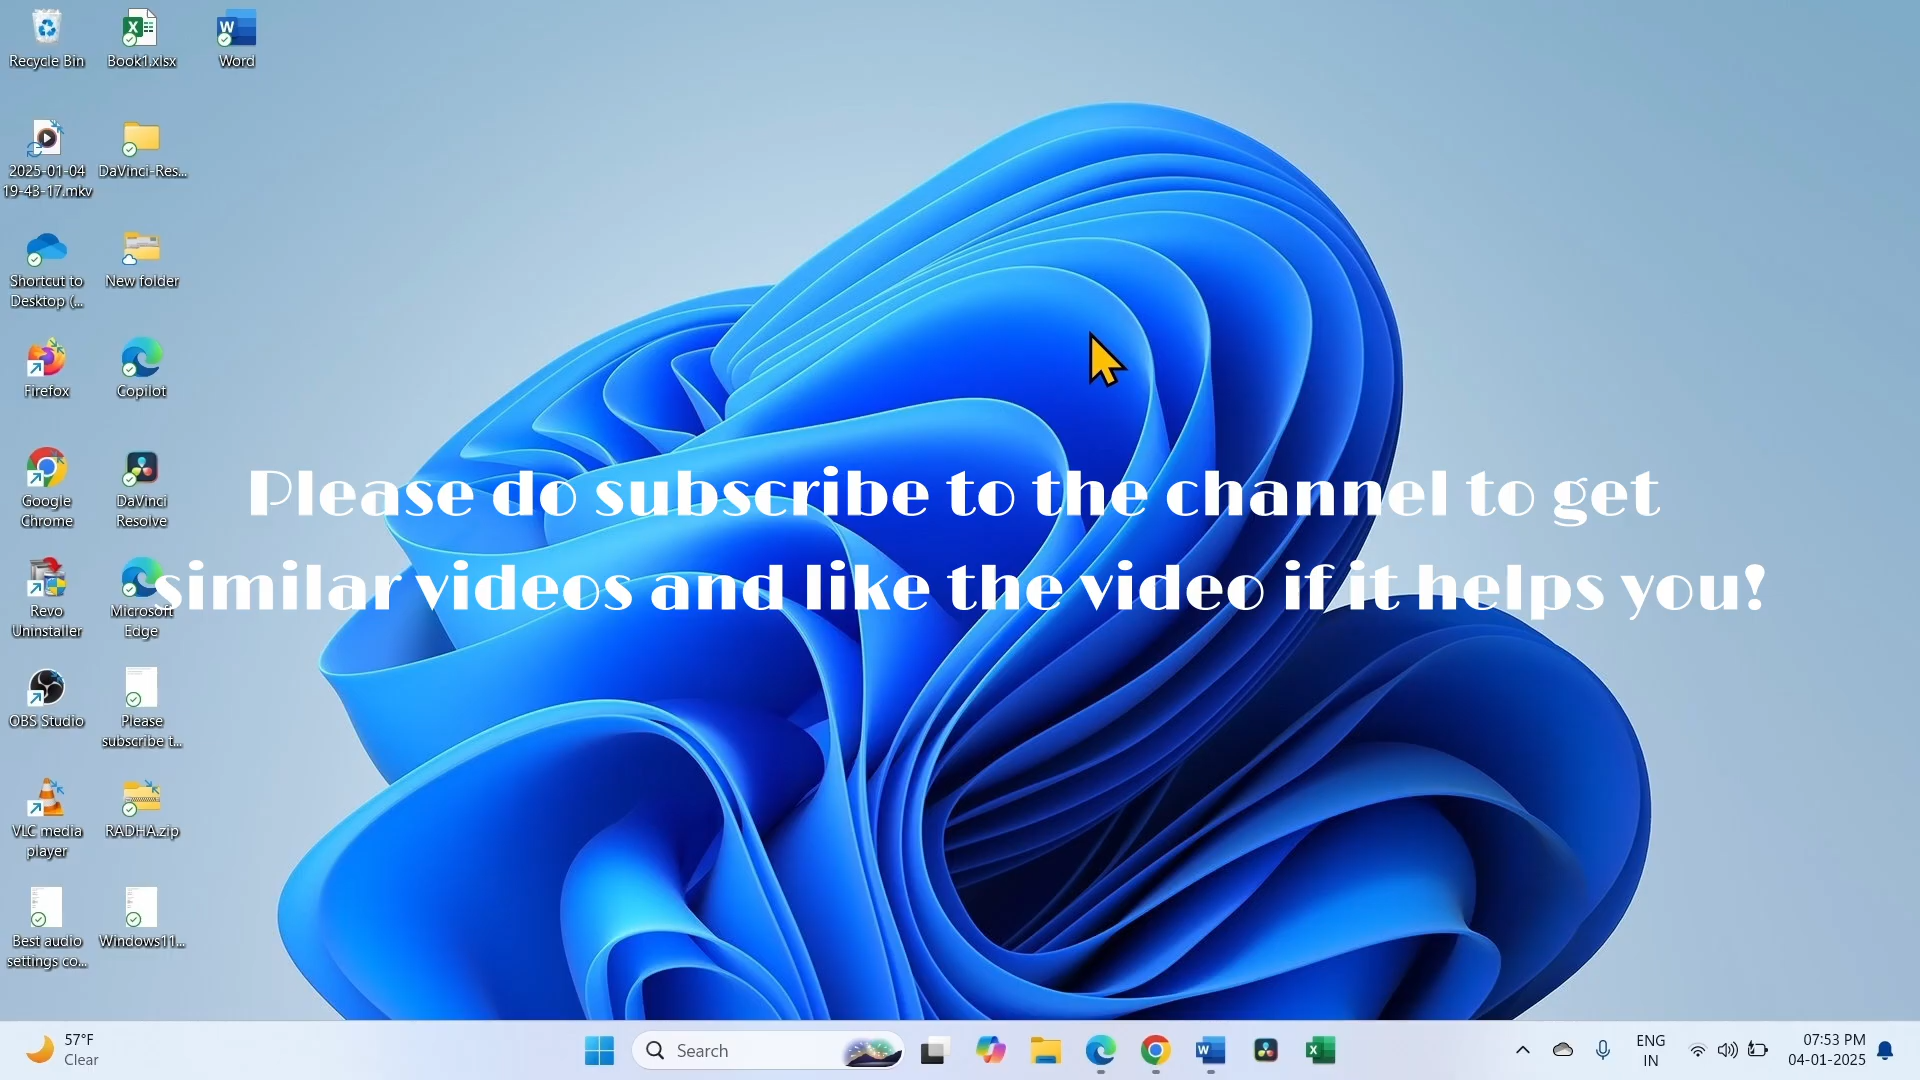 Recycle Bin
Book1.xlsx
Word
2025-01-04
19-43-17.mkv
DaVinci-Res...
Shortcut to
Desktop (...
New folder
Firefox
Copilot
Google
Chrome
DaVinci
Resolve
Please do subscribe to the channel to get
similar videos and like the video if it helps you!
Revo
Uninstaller
Microsoft
Edge
OBS Studio
Please
subscribe t...
VLC media
player
RADHA.zip
Best audio
settings co...
Windows11...
57°F
Clear
Search
ENG
IN
07:53 PM
04-01-2025